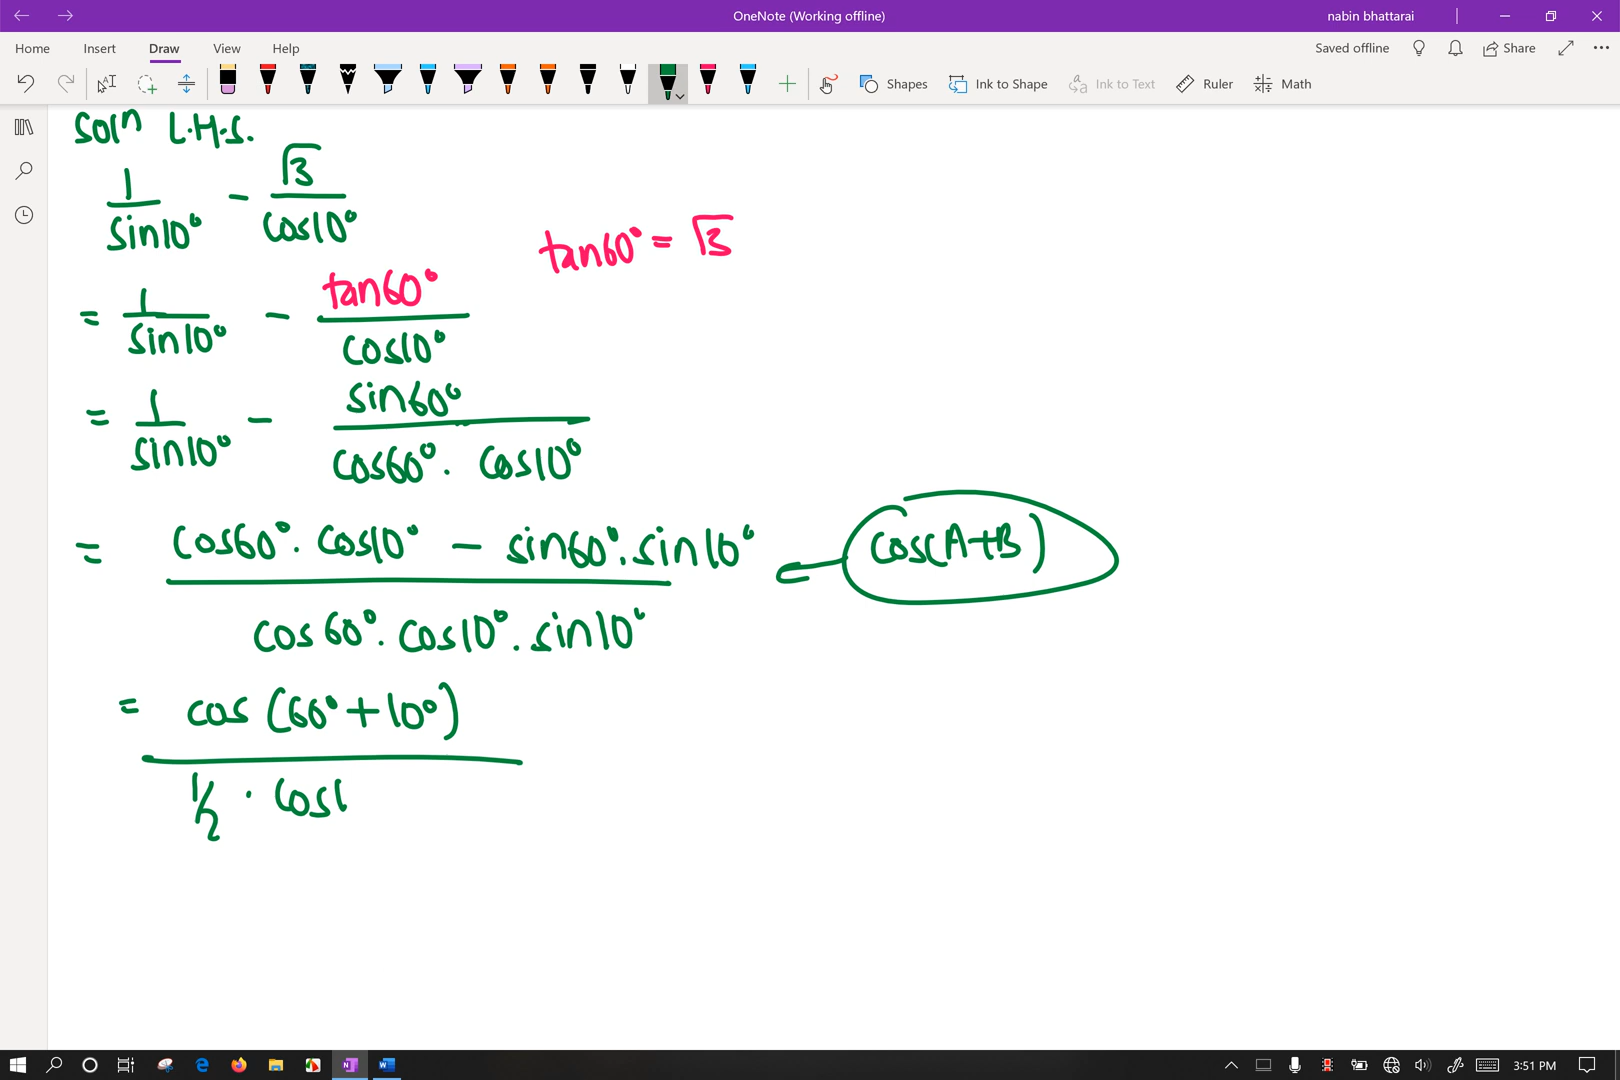 OneNote (Working offline)
nabin bhattarai
Home Insert Draw View Help
Saved offline Share
Shapes Ink to Shape Ink to Text Ruler Math
Soln L.H.S.
1/sin10° - √3/cos10°
tan60° = √3
= 1/sin10° - tan60°/cos10°
= 1/sin10° - sin60°/cos60°. cos10°
= cos60°. cos10° - sin60°. sin10°
cos(A+B)
cos60°. cos10°. sin10°
= cos (60° + 10°)
1/2 · cos1
3:51 PM